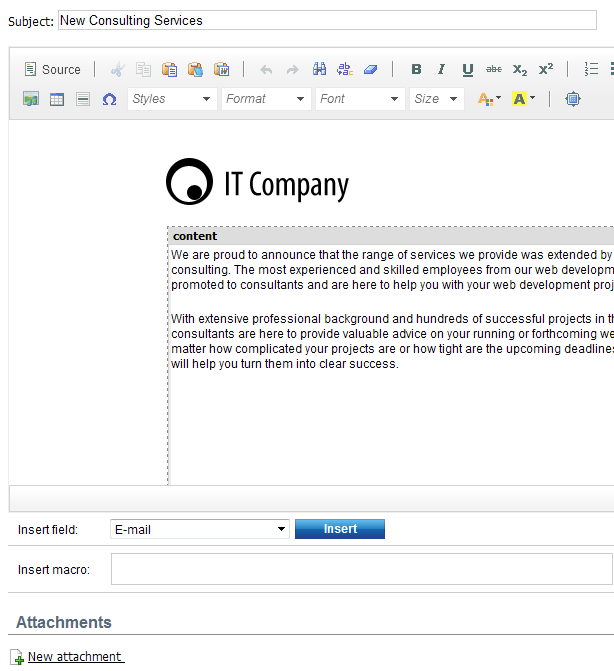 Subject: New Consulting Services
Source
B I U abc X2 X2
Styles Format Font Size A A
IT Company
content
We are proud to announce that the range of services we provide was extended by
consulting. The most experienced and skilled employees from our web
promoted to consultants and are here to help you with your web development
With extensive professional background and hundreds of successful projects in
consultants are here to provide valuable advice on your running or forthcoming
matter how complicated your projects are or how tight are the upcoming deadlines
will help you turn them into clear success.
Insert field: E-mail Insert
Insert macro:
Attachments
New attachment